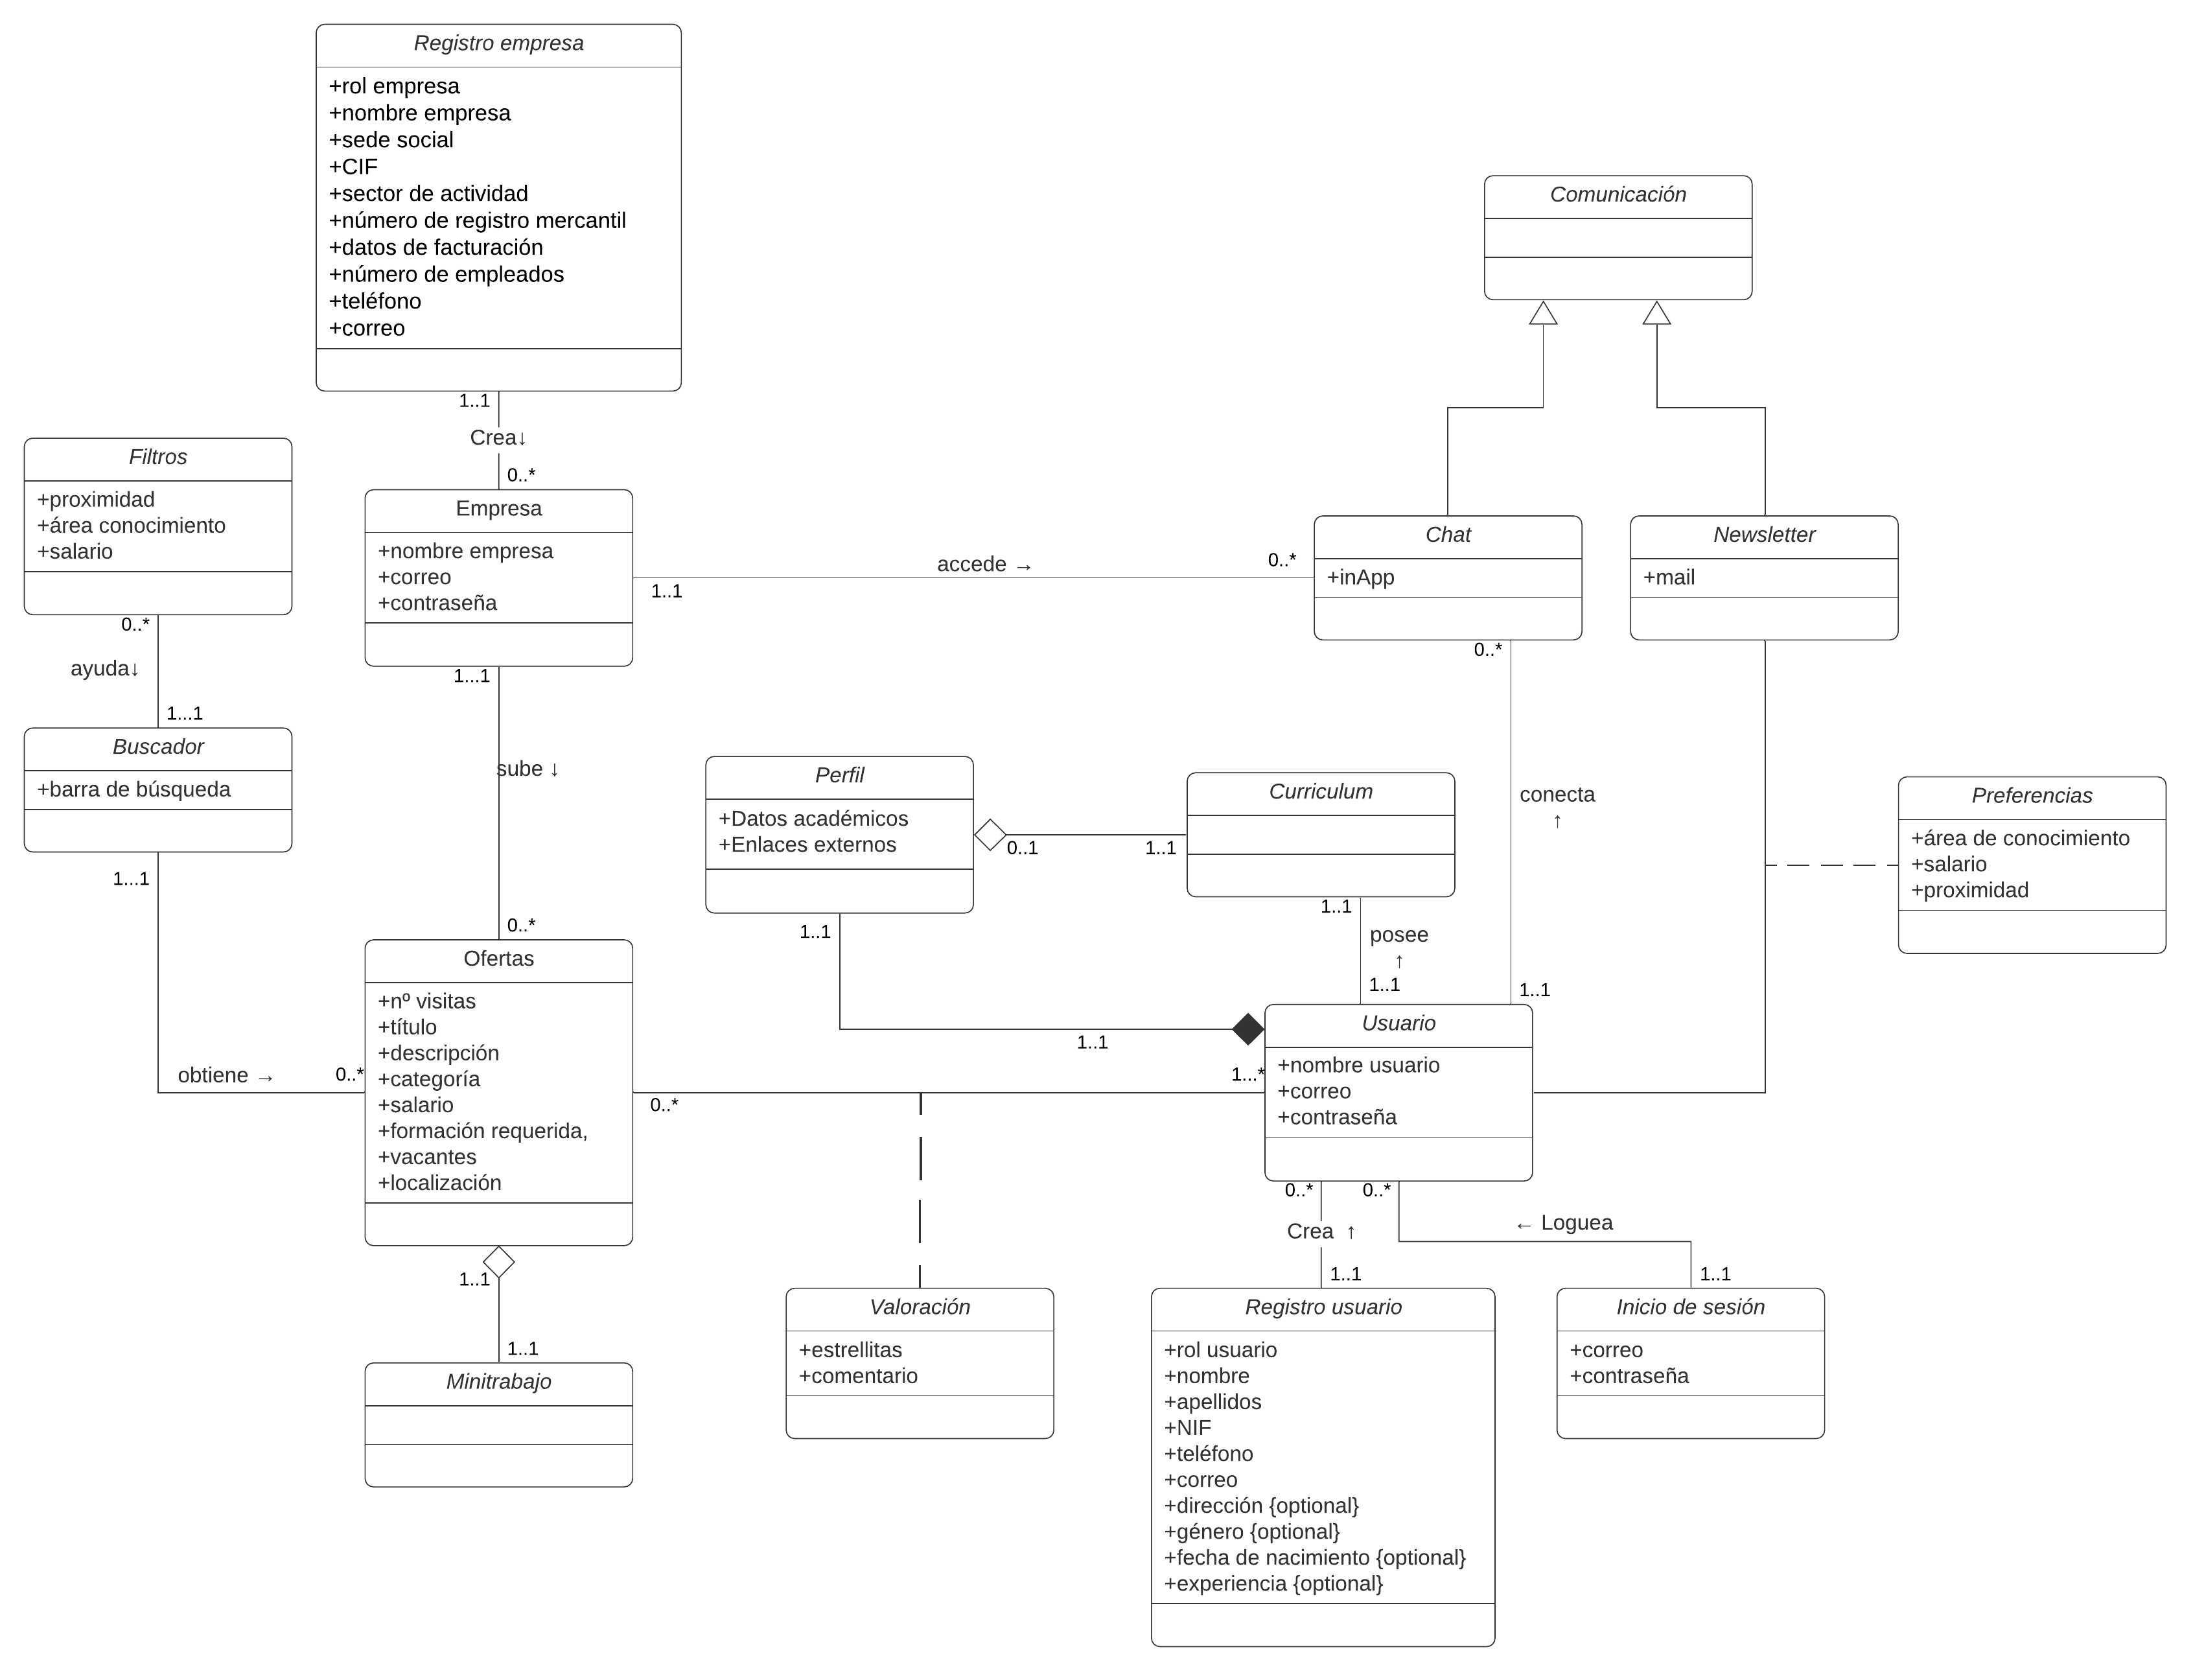 Registro empresa
+rol empresa
+nombre empresa
+sede social
+CIF
+sector de actividad
+número de registro mercantil
+datos de facturación
+número de empleados
+teléfono
+correo
1..1
Crea↓
0..*
Comunicación
Filtros
+proximidad
+área conocimiento
+salario
0..*
ayuda↓
1...1
Empresa
+nombre empresa
+correo
+contraseña
1..1
accede →
0..*
Chat
+inApp
Newsletter
+mail
1...1
sube ↓
0..*
Buscador
+barra de búsqueda
1...1
obtiene →
0..*
Perfil
+Datos académicos
+Enlaces externos
0..1
1..1
Curriculum
0..*
conecta
↑
1..1
Preferencias
+área de conocimiento
+salario
+proximidad
1..1
posee
↑
1..1
1..1
1..1
Ofertas
+nº visitas
+título
+descripción
+categoría
+salario
+formación requerida,
+vacantes
+localización
0..*
1...*
Usuario
+nombre usuario
+correo
+contraseña
0..*
Crea ↑
1..1
0..*
← Loguea
1..1
1..1
1..1
Minitrabajo
Valoración
+estrellitas
+comentario
Registro usuario
+rol usuario
+nombre
+apellidos
+NIF
+teléfono
+correo
+dirección {optional}
+género {optional}
+fecha de nacimiento {optional}
+experiencia {optional}
Inicio de sesión
+correo
+contraseña